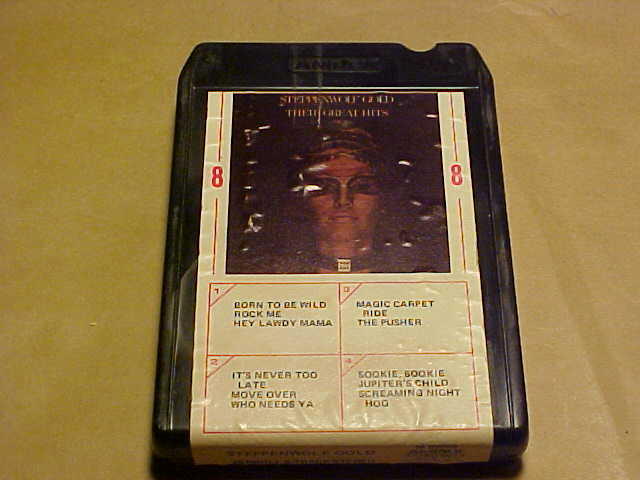 AMPEX
STEPPENWOLF GOLD
THEIR GREAT HITS
8
8
1
BORN TO BE WILD
ROCK ME
HEY LAWDY MAMA
3
MAGIC CARPET
RIDE
THE PUSHER
2
IT'S NEVER TOO
LATE
MOVE OVER
WHO NEEDS YA
4
SOOKIE, SOOKIE
JUPITER'S CHILD
SCREAMING NIGHT
HOG
STEPPENWOLF GOLD